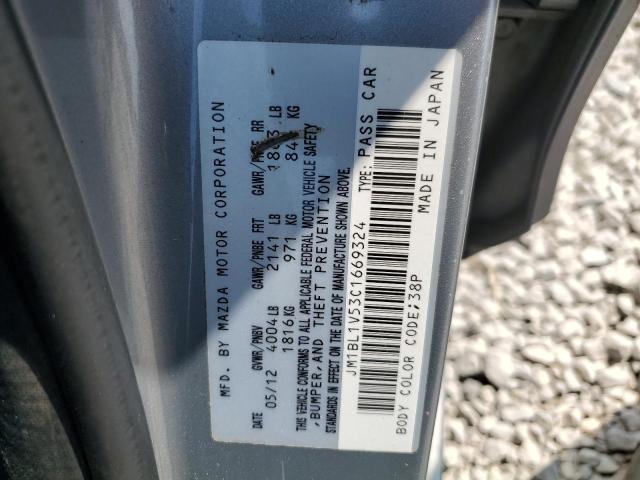 MFD. BY MAZDA MOTOR CORPORATION
DATE GVWR/PNBV GAWR/PNBE FRT GAWR/PNBE RR
05/12 4004LB 2141 LB LB
1816KG 971 KG KG
THIS VEHICLE CONFORMS TO ALL APPLICABLE FEDERAL MOTOR VEHICLE SAFETY
,BUMPER,AND THEFT PREVENTION
STANDARDS IN EFFECT ON THE DATE OF MANUFACTURE SHOWN ABOVE.
JM1BL1V53C1669324 TYPE: PASS CAR
BODY COLOR CODE;38P MADE IN JAPAN